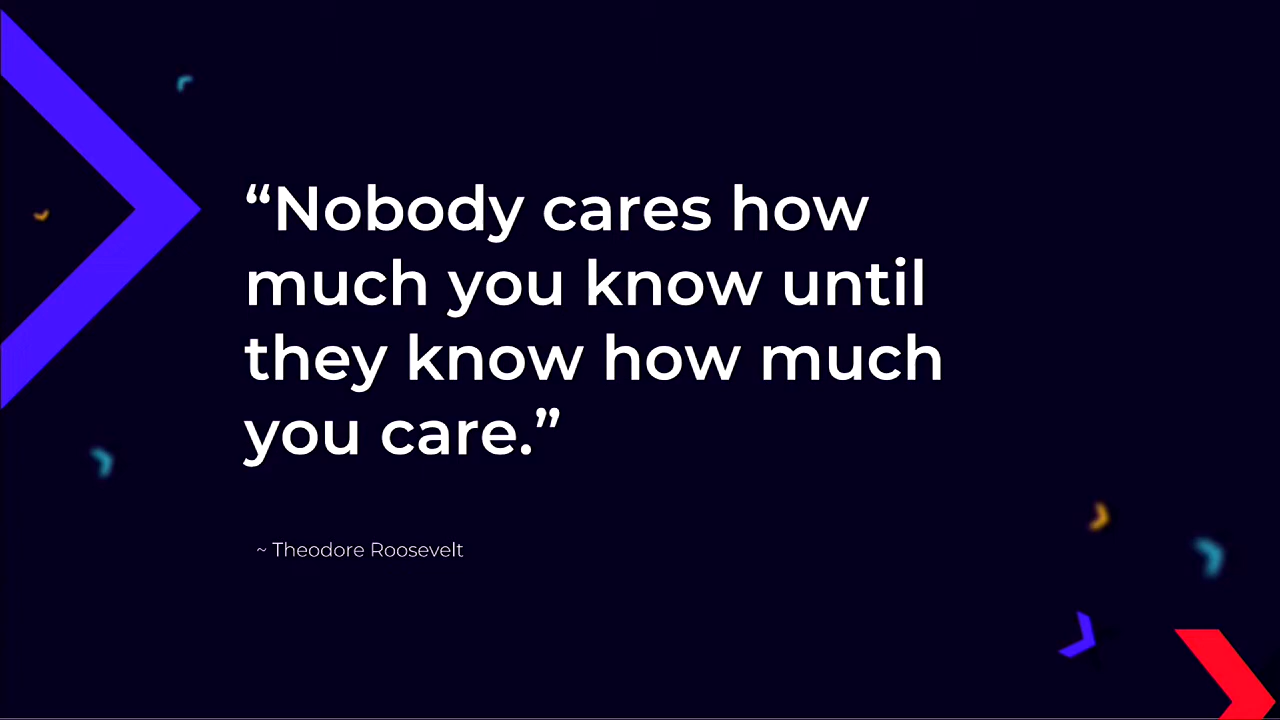 “Nobody cares how
much you know until
they know how much
you care.”
~ Theodore Roosevelt